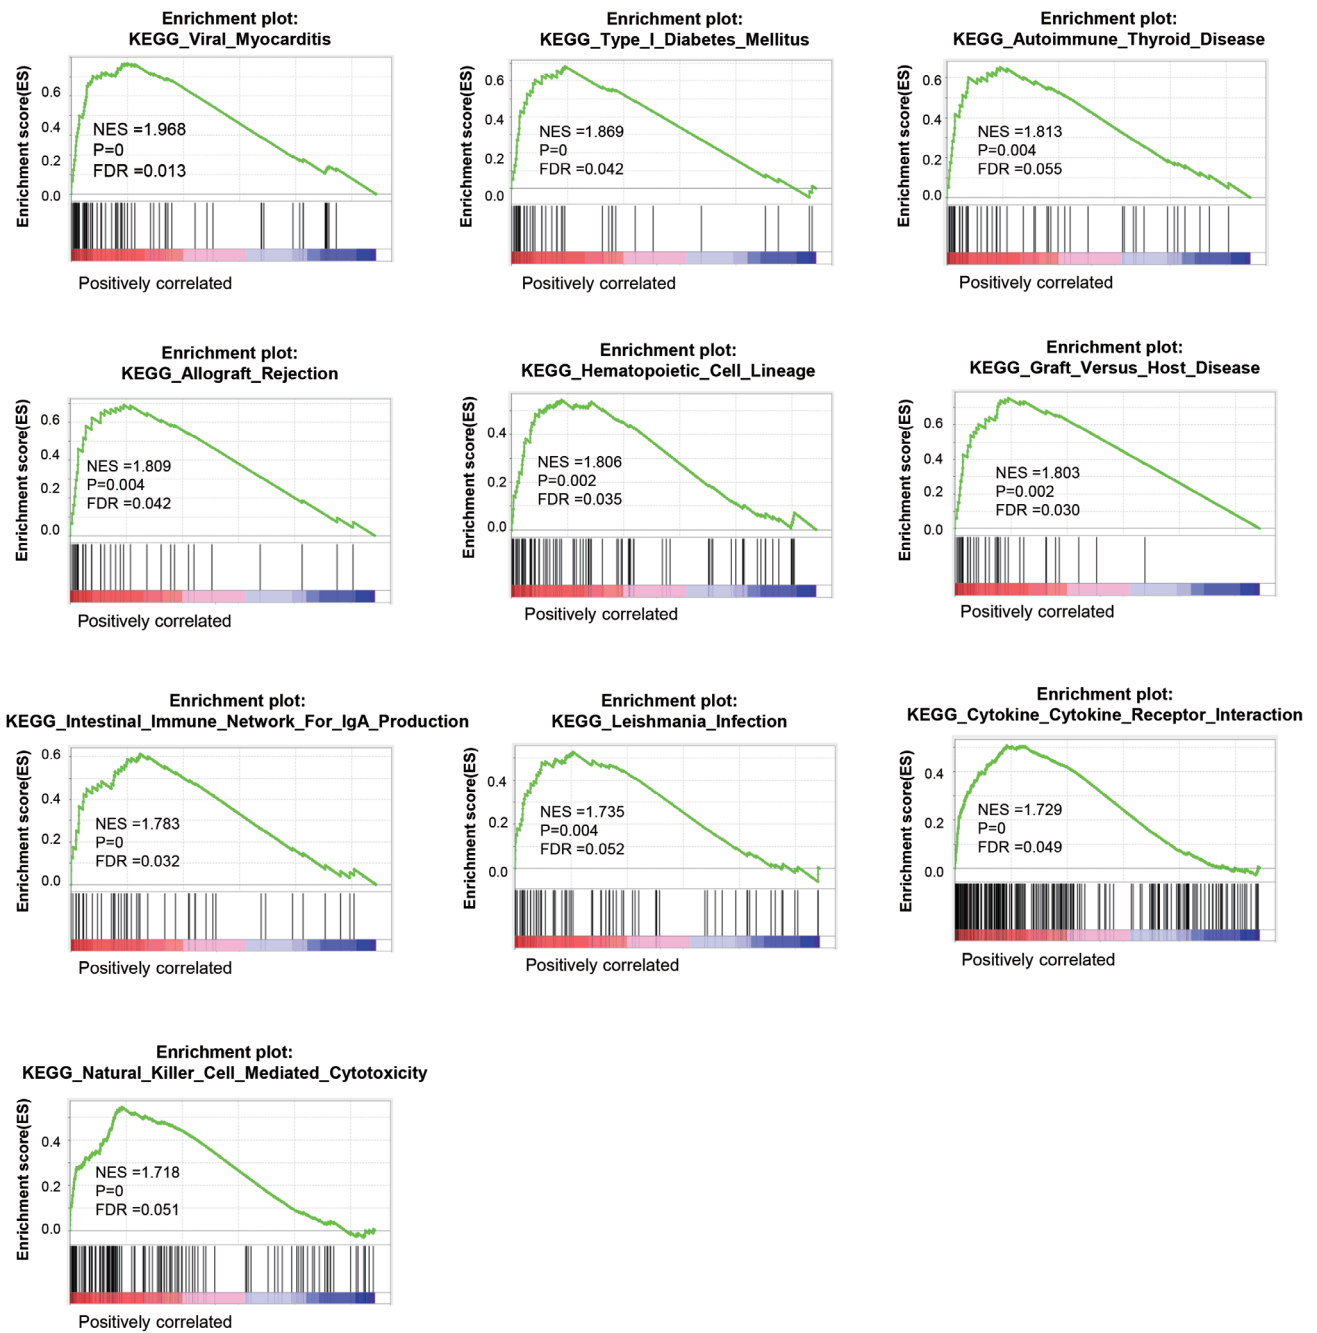 Enrichment plot:
KEGG_Viral_Myocarditis
Enrichment score(ES)
0.6
0.4
0.2
0.0
NES =1.968
P=0
FDR =0.013
Positively correlated
Enrichment plot:
KEGG_Type_I_Diabetes_Mellitus
Enrichment score(ES)
0.6
0.4
0.2
0.0
NES =1.869
P=0
FDR =0.042
Positively correlated
Enrichment plot:
KEGG_Autoimmune_Thyroid_Disease
Enrichment score(ES)
0.6
0.4
0.2
0.0
NES =1.813
P=0.004
FDR =0.055
Positively correlated
Enrichment plot:
KEGG_Allograft_Rejection
Enrichment score(ES)
0.6
0.4
0.2
0.0
NES =1.809
P=0.004
FDR =0.042
Positively correlated
Enrichment plot:
KEGG_Hematopoietic_Cell_Lineage
Enrichment score(ES)
0.4
0.2
0.0
NES =1.806
P=0.002
FDR =0.035
Positively correlated
Enrichment plot:
KEGG_Graft_Versus_Host_Disease
Enrichment score(ES)
0.6
0.4
0.2
0.0
NES =1.803
P=0.002
FDR =0.030
Positively correlated
Enrichment plot:
KEGG_Intestinal_Immune_Network_For_IgA_Production
Enrichment score(ES)
0.6
0.4
0.2
0.0
NES =1.783
P=0
FDR =0.032
Positively correlated
Enrichment plot:
KEGG_Leishmania_Infection
Enrichment score(ES)
0.4
0.2
0.0
NES =1.735
P=0.004
FDR =0.052
Positively correlated
Enrichment plot:
KEGG_Cytokine_Cytokine_Receptor_Interaction
Enrichment score(ES)
0.4
0.2
0.0
NES =1.729
P=0
FDR =0.049
Positively correlated
Enrichment plot:
KEGG_Natural_Killer_Cell_Mediated_Cytotoxicity
Enrichment score(ES)
0.4
0.2
0.0
NES =1.718
P=0
FDR =0.051
Positively correlated